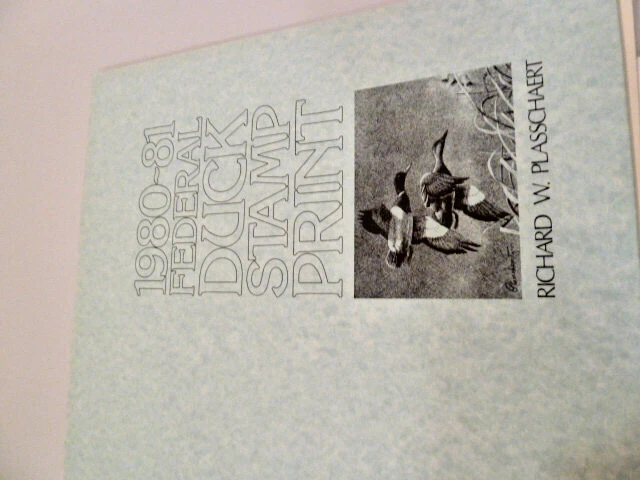 1980-81
FEDERAL
DUCK
STAMP
PRINT
RICHARD W. PLASSCHAERT